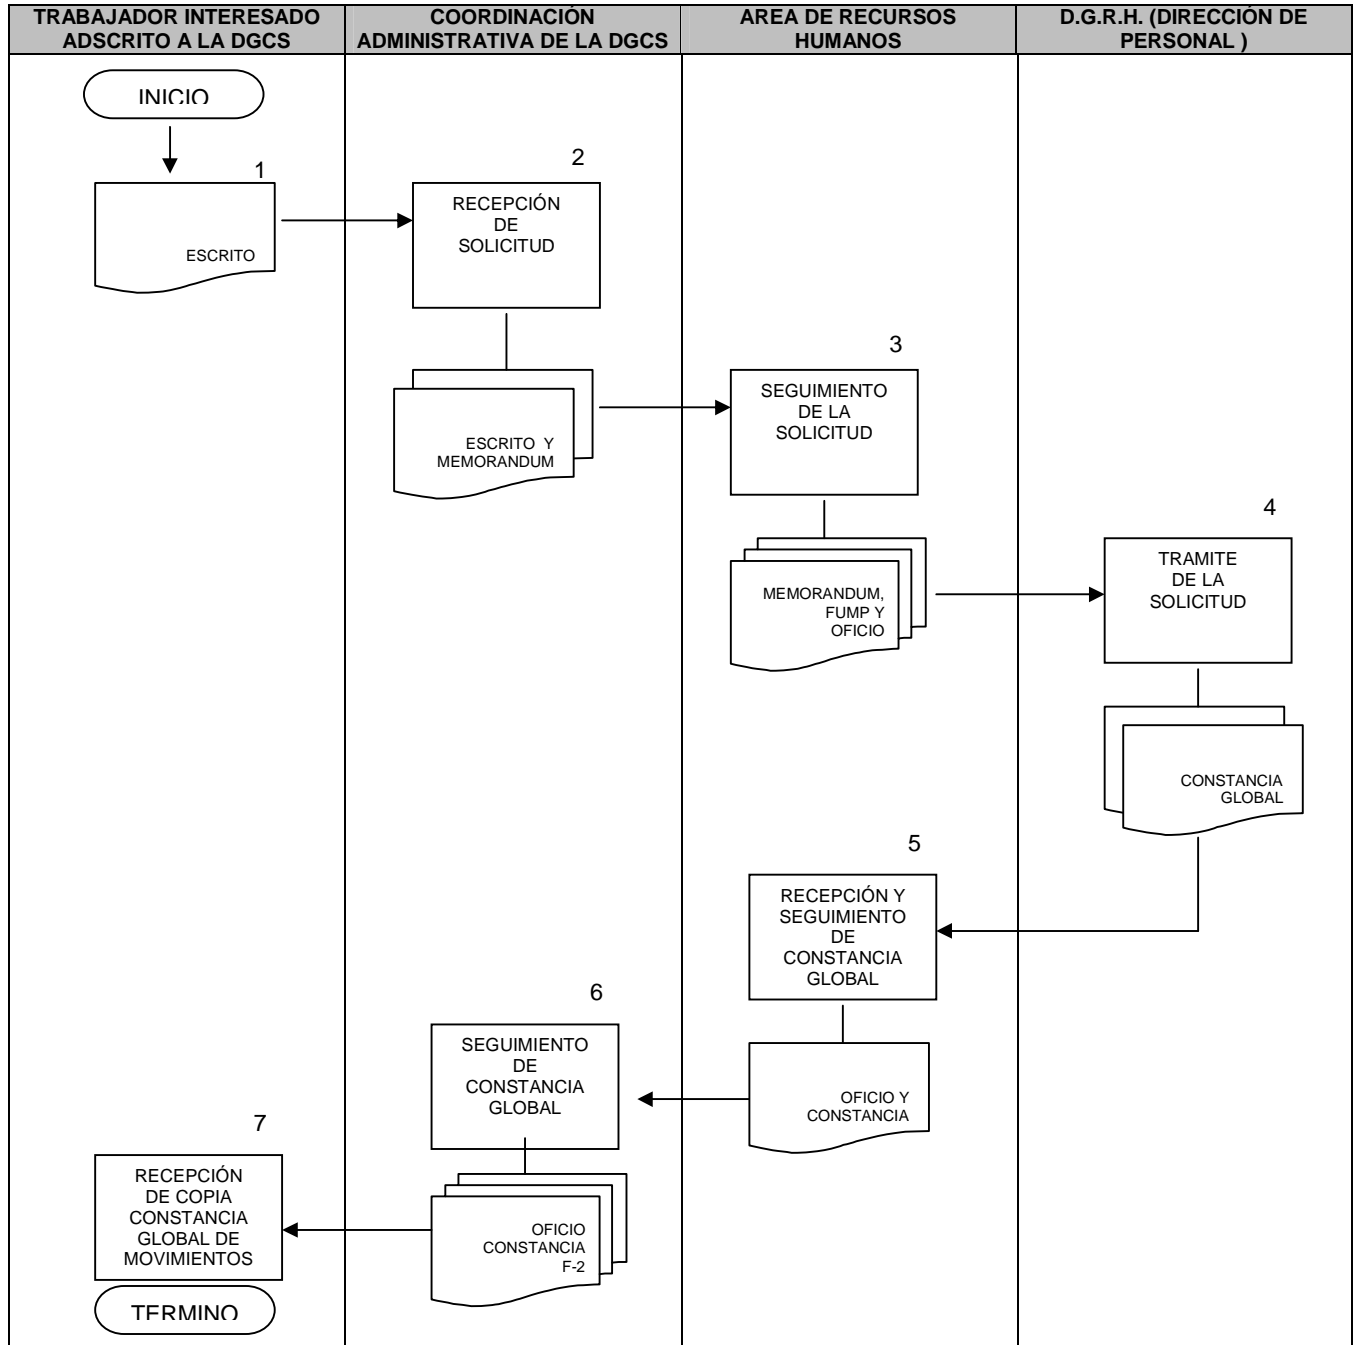 TRABAJADOR INTERESADO
ADSCRITO A LA DGCS
COORDINACIÓN
ADMINISTRATIVA DE LA DGCS
AREA DE RECURSOS
HUMANOS
D.G.R.H. (DIRECCIÓN DE
PERSONAL )
INICIO
1
ESCRITO
2
RECEPCIÓN
DE
SOLICITUD
ESCRITO Y
MEMORANDUM
3
SEGUIMIENTO
DE LA
SOLICITUD
MEMORANDUM,
FUMP Y
OFICIO
4
TRAMITE
DE LA
SOLICITUD
CONSTANCIA
GLOBAL
5
RECEPCIÓN Y
SEGUIMIENTO
DE
CONSTANCIA
GLOBAL
OFICIO Y
CONSTANCIA
6
SEGUIMIENTO
DE
CONSTANCIA
GLOBAL
OFICIO
CONSTANCIA
F-2
7
RECEPCIÓN
DE COPIA
CONSTANCIA
GLOBAL DE
MOVIMIENTOS
TERMINO